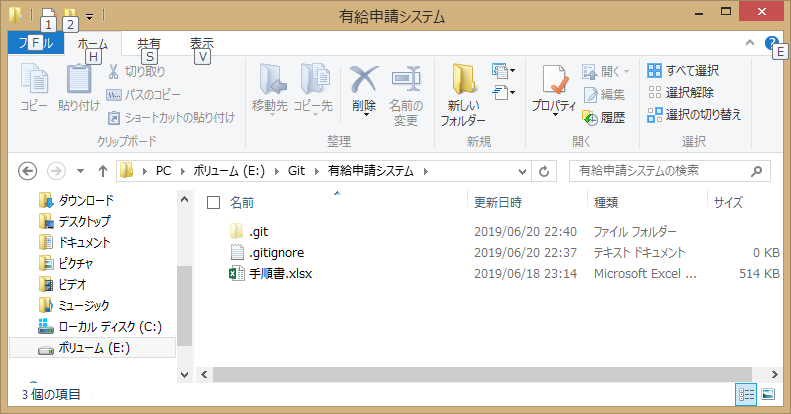 有給申請システム
1 2
ファイル ホーム 共有 表示
F H S V E
コピー
貼り付け
切り取り
パスのコピー
ショートカットの貼り付け
クリップボード
移動先
コピー先
削除
名前の
変更
整理
新しい
フォルダー
新規
プロパティ
開く
編集
履歴
開く
すべて選択
選択解除
選択の切り替え
選択
PC ボリューム (E:) Git 有給申請システム
有給申請システムの検索
ダウンロード
デスクトップ
ドキュメント
ピクチャ
ビデオ
ミュージック
ローカル ディスク (C:)
ボリューム (E:)
名前 更新日時 種類 サイズ
.git 2019/06/20 22:40 ファイル フォルダー
.gitignore 2019/06/20 22:37 テキスト ドキュメント 0 KB
手順書.xlsx 2019/06/18 23:14 Microsoft Excel ... 514 KB
3 個の項目